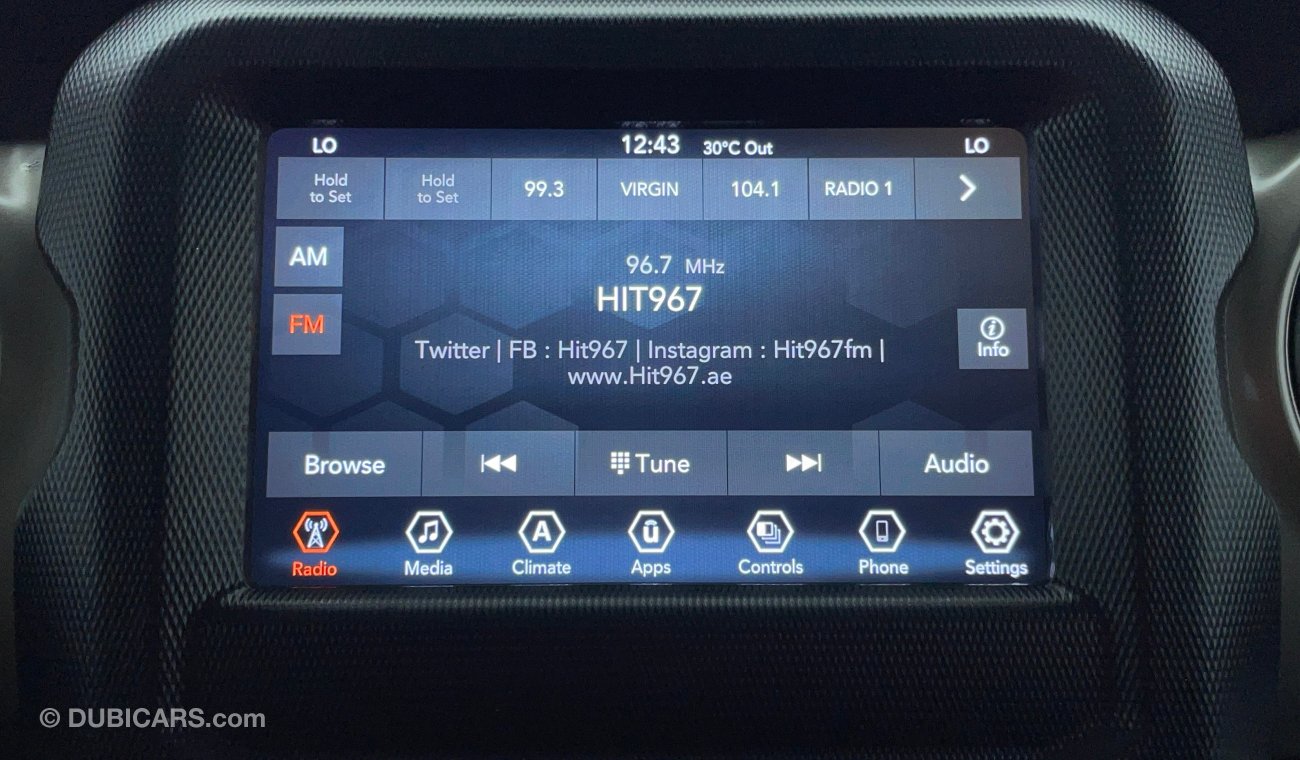 LO 12:43 30°C Out LO
Hold to Set
Hold to Set
99.3
VIRGIN
104.1
RADIO 1
AM
FM
96.7 MHz
HIT967
Twitter | FB : Hit967 | Instagram : Hit967fm |
www.Hit967.ae
i
Info
Browse
Tune
Audio
Radio
Media
A
Climate
û
Apps
Controls
Phone
Settings
© DUBICARS.com